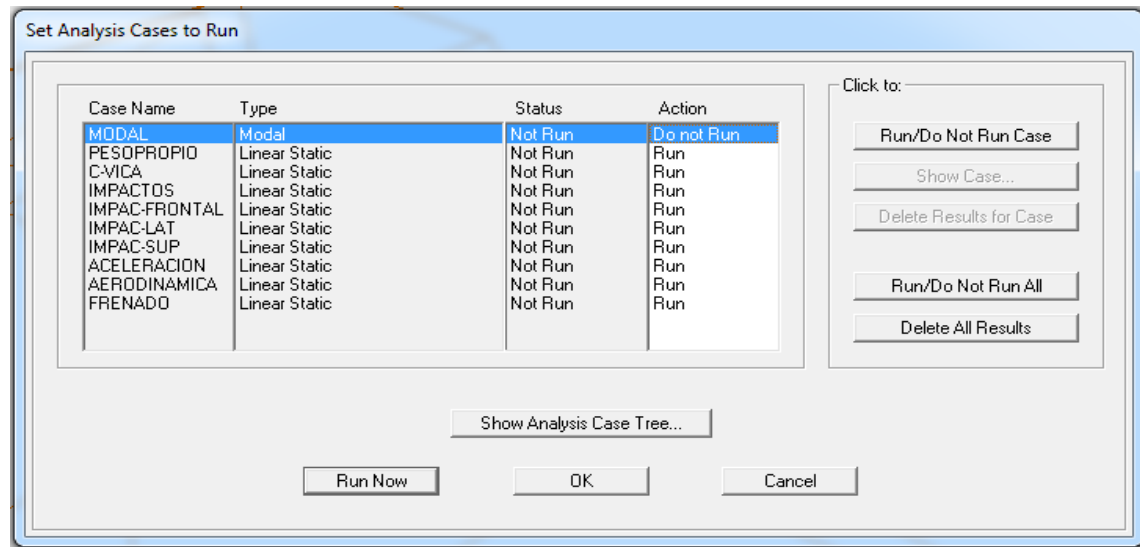 Set Analysis Cases to Run
Click to:
Case Name Type Status Action
MODAL Modal Not Run Do not Run
PESOPROPIO Linear Static Not Run Run
C-VICA Linear Static Not Run Run
IMPACTOS Linear Static Not Run Run
IMPAC-FRONTAL Linear Static Not Run Run
IMPAC-LAT Linear Static Not Run Run
IMPAC-SUP Linear Static Not Run Run
ACELERACION Linear Static Not Run Run
AERODINAMICA Linear Static Not Run Run
FRENADO Linear Static Not Run Run
Run/Do Not Run Case
Show Case...
Delete Results for Case
Run/Do Not Run All
Delete All Results
Show Analysis Case Tree...
Run Now OK Cancel